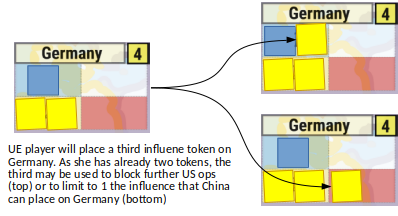 Germany 4
Germany 4
UE player will place a third influene token on
Germany. As she has already two tokens, the
third may be used to block further US ops
(top) or to limit to 1 the influence that China
can place on Germany (bottom)
Germany 4